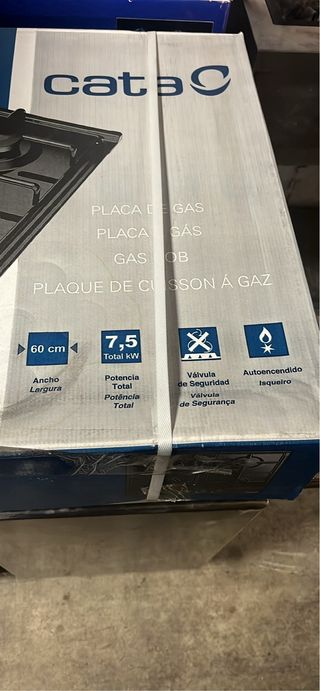 cata
PLACA DE GAS
PLACA GÁS
GAS HOB
PLAQUE DE CUISSON Á GAZ
60 cm
Ancho
Largura
7,5
Total kW
Potencia
Total
Potência
Total
Válvula
de Seguridad
Válvula
de Segurança
Autoencendido
Isqueiro